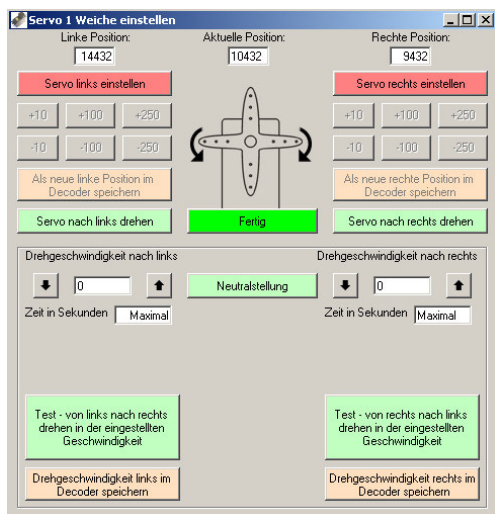 Servo 1 Weiche einstellen
Linke Position:
Aktuelle Position:
Rechte Position:
14432
10432
9432
Servo links einstellen
Servo rechts einstellen
+10 +100 +250
+10 +100 +250
-10 -100 -250
-10 -100 -250
Als neue linke Position im
Decoder speichern
Als neue rechte Position im
Decoder speichern
Servo nach links drehen
Fertig
Servo nach rechts drehen
Drehgeschwindigkeit nach links
Drehgeschwindigkeit nach rechts
0
Neutralstellung
0
Zeit in Sekunden Maximal
Zeit in Sekunden Maximal
Test - von links nach rechts
drehen in der eingestellten
Geschwindigkeit
Test - von rechts nach links
drehen in der eingestellten
Geschwindigkeit
Drehgeschwindigkeit links im
Decoder speichern
Drehgeschwindigkeit rechts im
Decoder speichern